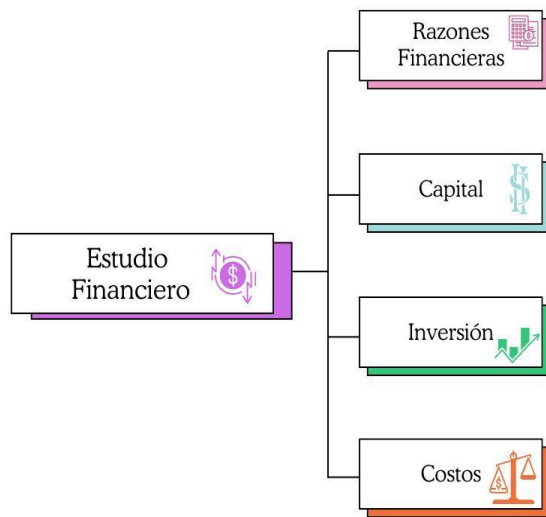 Razones
Financieras
Capital
Estudio
Financiero
Inversión
Costos